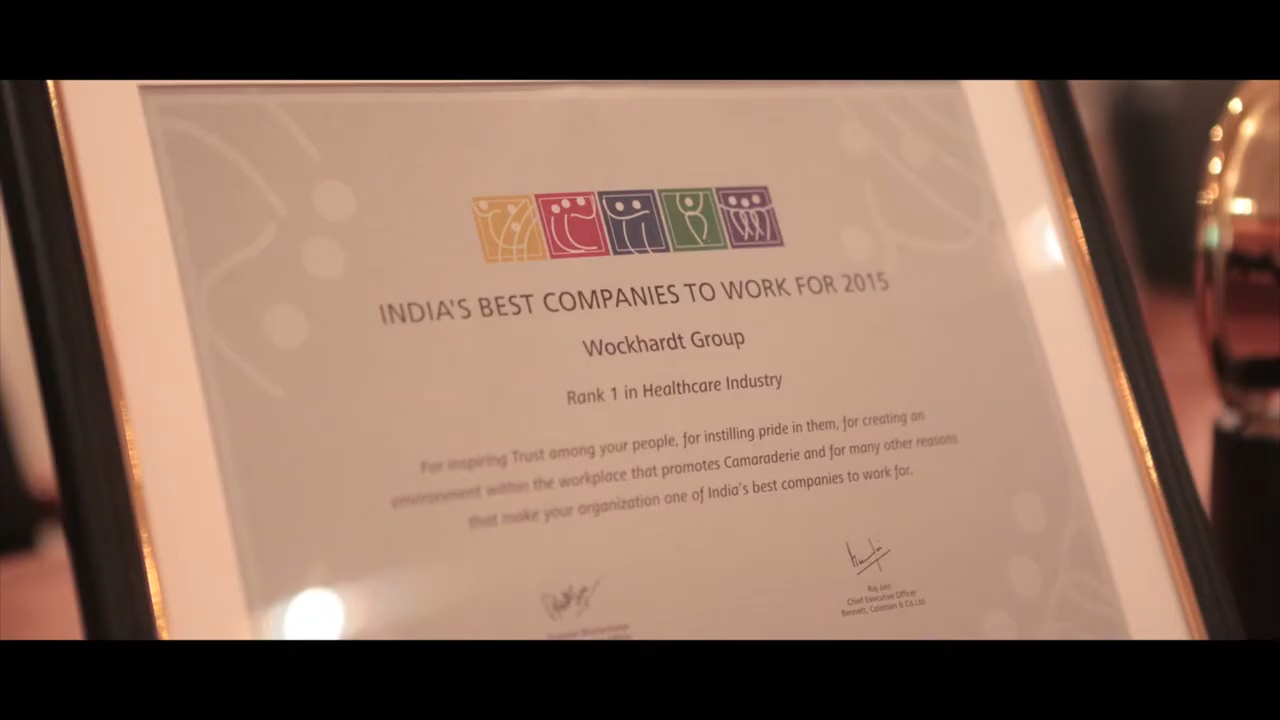 INDIA'S BEST COMPANIES TO WORK FOR 2015
Wockhardt Group
Rank 1 in Healthcare Industry
For inspiring Trust among your people, for instilling pride in them, for creating an
environment within the workplace that promotes Camaraderie and for many other reasons
that make your organization one of India's best companies to work for.
Raj Jain
Chief Executive Officer
Bennett, Coleman & Co Ltd.